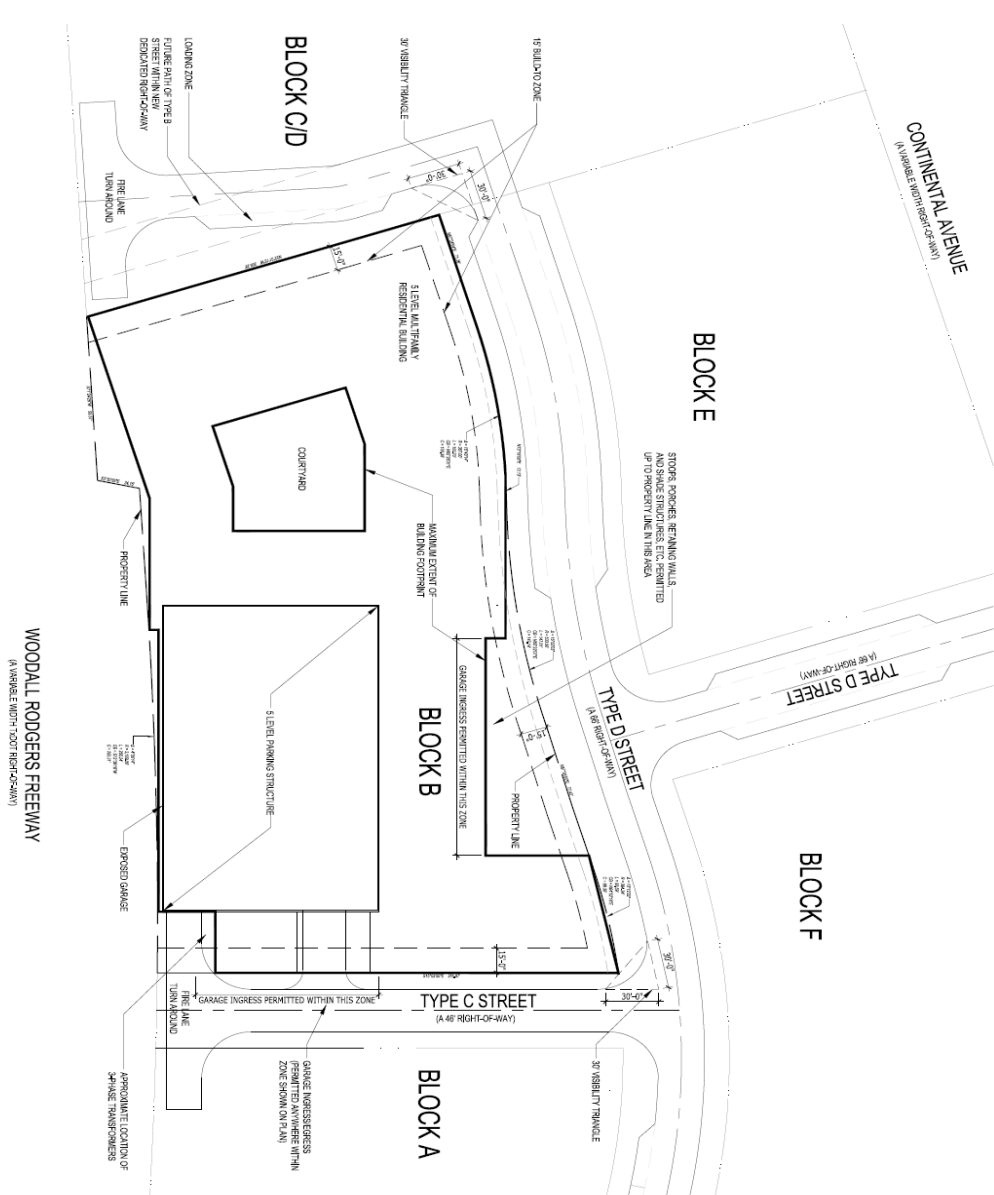 CONTINENTAL AVENUE
(A VARIABLE WIDTH RIGHT-OF-WAY)
15' BUILD-TO ZONE
30' VISIBILITY TRIANGLE
BLOCK C/D
LOADING ZONE
FUTURE PATH OF TYPE B
STREET WITHIN NEW
DEDICATED RIGHT-OF-WAY
FIRE LANE
TURN AROUND
30'-0"
30'-0"
15'-0"
5 LEVEL MULTIFAMILY
RESIDENTIAL BUILDING
BLOCK E
STOOPS, PORCHES, RETAINING WALLS,
AND SHADE STRUCTURES, ETC. PERMITTED
UP TO PROPERTY LINE IN THIS AREA
COURTYARD
MAXIMUM EXTENT OF
BUILDING FOOTPRINT
PROPERTY LINE
TYPE D STREET
(A 66' RIGHT-OF-WAY)
TYPE D STREET
(A 66' RIGHT-OF-WAY)
GARAGE INGRESS PERMITTED WITHIN THIS ZONE
15'-0"
PROPERTY LINE
BLOCK B
5 LEVEL PARKING STRUCTURE
WOODALL RODGERS FREEWAY
(A VARIABLE WIDTH TxDOT RIGHT-OF-WAY)
EXPOSED GARAGE
BLOCK F
15'-0"
30'-0"
30'-0"
GARAGE INGRESS PERMITTED WITHIN THIS ZONE
TYPE C STREET
(A 46' RIGHT-OF-WAY)
FIRE LANE
TURN AROUND
30' VISIBILITY TRIANGLE
BLOCK A
GARAGE INGRESS/EGRESS
(PERMITTED ANYWHERE WITHIN
ZONE SHOWN ON PLAN)
APPROXIMATE LOCATION OF
3-PHASE TRANSFORMERS